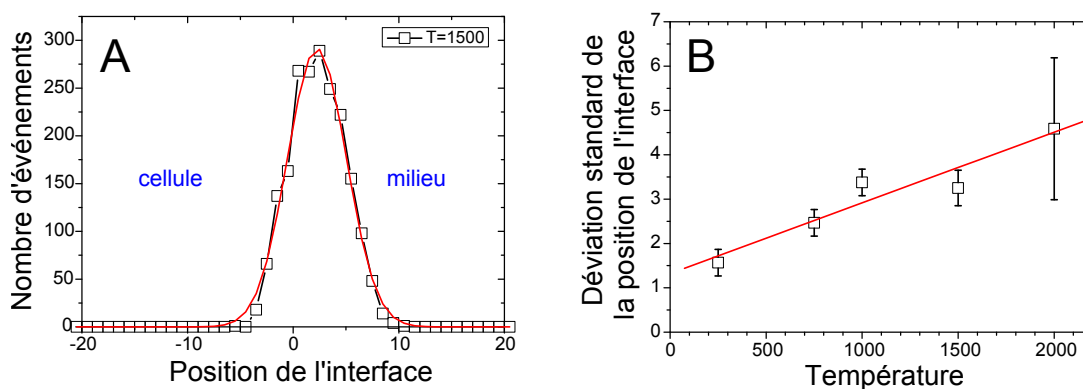 A
T=1500
Nombre d'événements
300
250
200
150
100
50
0
cellule
milieu
-20
-10
0
10
20
Position de l'interface
B
Déviation standard de
la position de l'interface
7
6
5
4
3
2
1
0
0
500
1000
1500
2000
Température